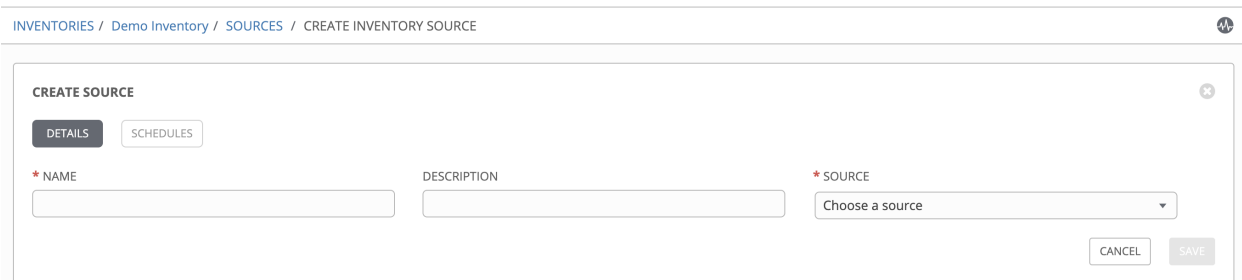 INVENTORIES / Demo Inventory / SOURCES / CREATE INVENTORY SOURCE
CREATE SOURCE
DETAILS SCHEDULES
* NAME DESCRIPTION * SOURCE
Choose a source
CANCEL SAVE